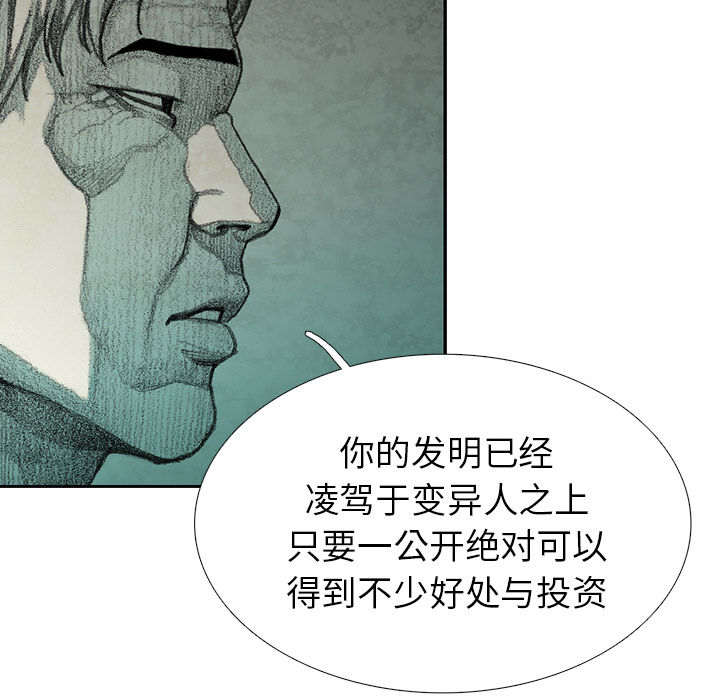 你的发明已经
凌驾于变异人之上
只要一公开绝对可以
得到不少好处与投资